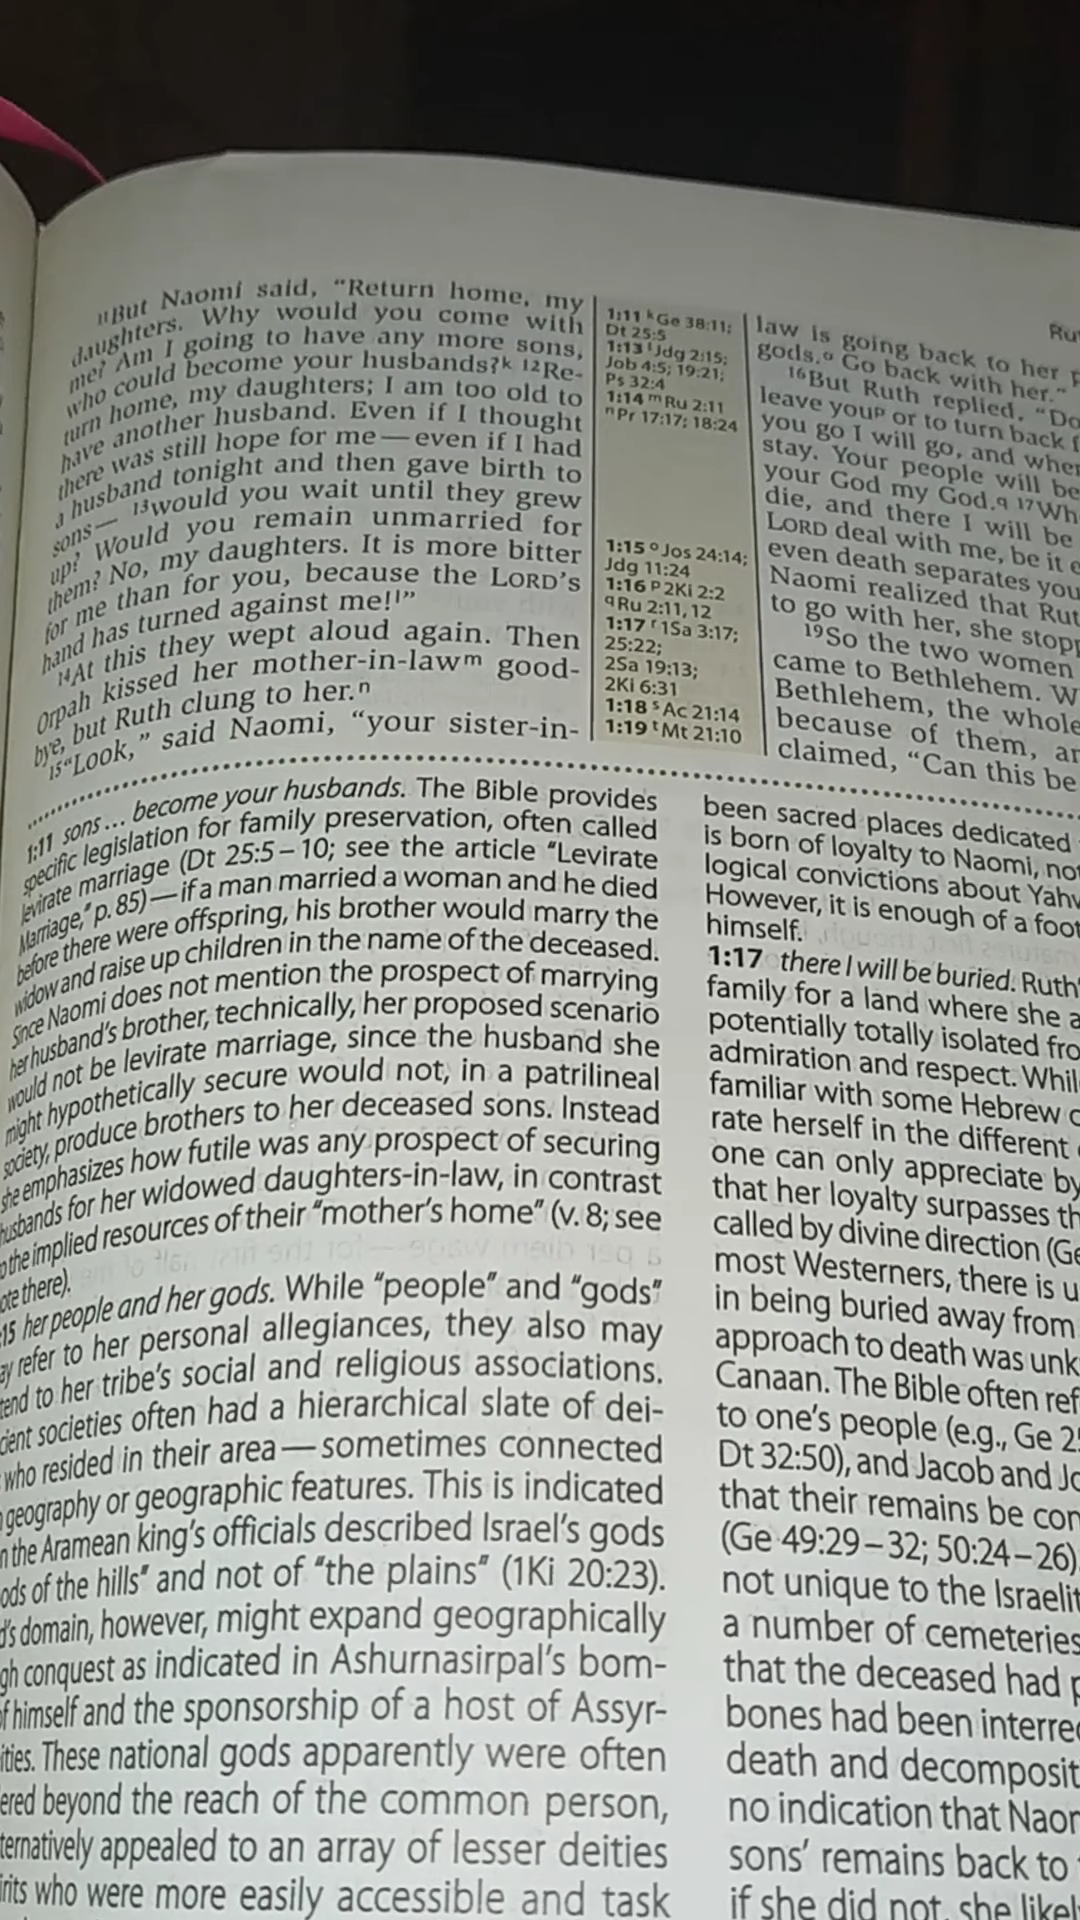 ¹¹But Naomi said, “Return home, my
daughters. Why would you come with
me? Am I going to have any more sons,
who could become your husbands?ᵏ ¹²Re-
turn home, my daughters; I am too old to
have another husband. Even if I thought
there was still hope for me—even if I had
a husband tonight and then gave birth to
sons— ¹³would you wait until they grew
up? Would you remain unmarried for
them? No, my daughters. It is more bitter
for me than for you, because the LORD’s
hand has turned against me!ˡ”
¹⁴At this they wept aloud again. Then
Orpah kissed her mother-in-lawᵐ good-
bye, but Ruth clung to her.ⁿ
¹⁵“Look,” said Naomi, “your sister-in-
1:11 ᵏGe 38:11;
Dt 25:5
1:13 ˡJdg 2:15;
Job 4:5; 19:21;
Ps 32:4
1:14 ᵐRu 2:11
ⁿPr 17:17; 18:24
1:15 ᵒJos 24:14;
Jdg 11:24
1:16 ᵖ2Ki 2:2
qRu 2:11, 12
1:17 ʳ1Sa 3:17;
25:22;
2Sa 19:13;
2Ki 6:31
1:18 ˢAc 21:14
1:19 ᵗMt 21:10
law is going back to her
gods.ᵒ Go back with her.”
¹⁶But Ruth replied, “Do
leave youᵖ or to turn back
you go I will go, and
stay. Your people will be
your God my God.q ¹⁷Wh
die, and there I will be
LORD deal with me, be it
even death separates you
Naomi realized that Rut
to go with her, she stop
¹⁹So the two women
came to Bethlehem. W
Bethlehem, the whole
because of them, an
claimed, “Can this be
1:11 sons ... become your husbands. The Bible provides
specific legislation for family preservation, often called
levirate marriage (Dt 25:5–10; see the article “Levirate
Marriage,” p. 85)—if a man married a woman and he died
before there were offspring, his brother would marry the
widow and raise up children in the name of the deceased.
Since Naomi does not mention the prospect of marrying
her husband’s brother, technically, her proposed scenario
would not be levirate marriage, since the husband she
might hypothetically secure would not, in a patrilineal
society, produce brothers to her deceased sons. Instead
she emphasizes how futile was any prospect of securing
husbands for her widowed daughters-in-law, in contrast
to the implied resources of their “mother’s home” (v. 8; see
ote there).
15 her people and her gods. While “people” and “gods”
ay refer to her personal allegiances, they also may
tend to her tribe’s social and religious associations.
cient societies often had a hierarchical slate of dei-
who resided in their area—sometimes connected
geography or geographic features. This is indicated
n the Aramean king’s officials described Israel’s gods
ods of the hills” and not of “the plains” (1Ki 20:23).
d’s domain, however, might expand geographically
gh conquest as indicated in Ashurnasirpal’s bom-
f himself and the sponsorship of a host of Assyr-
ities. These national gods apparently were often
ered beyond the reach of the common person,
ternatively appealed to an array of lesser deities
irits who were more easily accessible and task
been sacred places dedicated
is born of loyalty to Naomi, not
logical convictions about Yahw
However, it is enough of a foot
himself.
1:17 there I will be buried. Ruth’
family for a land where she a
potentially totally isolated fro
admiration and respect. Whil
familiar with some Hebrew c
rate herself in the different
one can only appreciate by
that her loyalty surpasses th
called by divine direction (Ge
most Westerners, there is u
in being buried away from
approach to death was unk
Canaan. The Bible often ref
to one’s people (e.g., Ge 2
Dt 32:50), and Jacob and Jo
that their remains be con
(Ge 49:29–32; 50:24–26)
not unique to the Israelit
a number of cemeteries
that the deceased had p
bones had been interred
death and decomposit
no indication that Naom
sons’ remains back to
if she did not, she likel